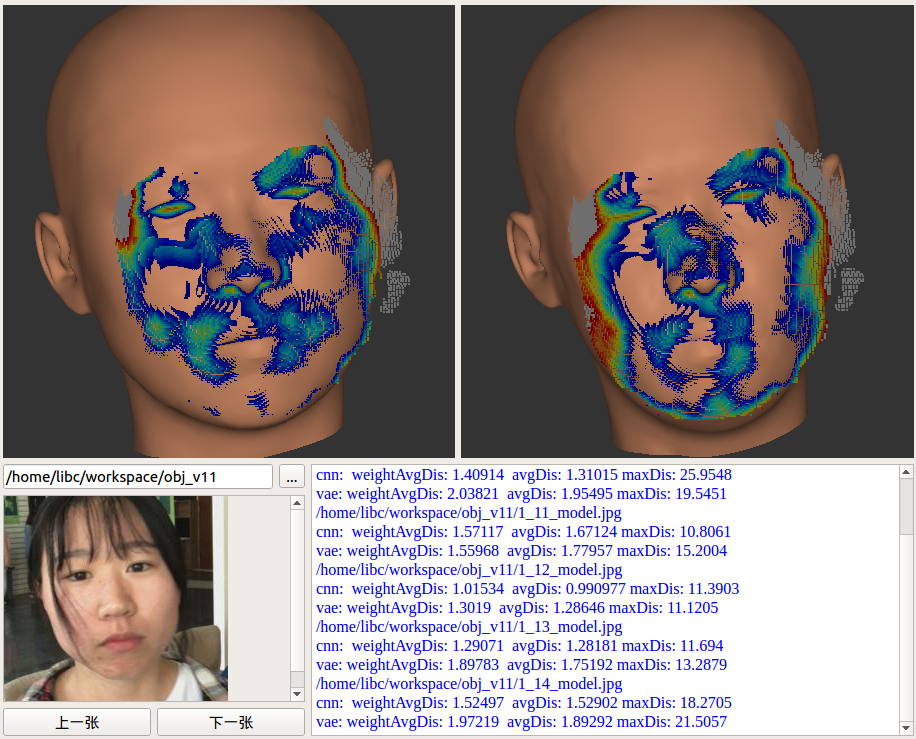 /home/libc/workspace/obj_v11
...
上一张
下一张
cnn:  weightAvgDis: 1.40914  avgDis: 1.31015 maxDis: 25.9548
vae: weightAvgDis: 2.03821  avgDis: 1.95495 maxDis: 19.5451
/home/libc/workspace/obj_v11/1_11_model.jpg
cnn:  weightAvgDis: 1.57117  avgDis: 1.67124 maxDis: 10.8061
vae: weightAvgDis: 1.55968  avgDis: 1.77957 maxDis: 15.2004
/home/libc/workspace/obj_v11/1_12_model.jpg
cnn:  weightAvgDis: 1.01534  avgDis: 0.990977 maxDis: 11.3903
vae: weightAvgDis: 1.3019  avgDis: 1.28646 maxDis: 11.1205
/home/libc/workspace/obj_v11/1_13_model.jpg
cnn:  weightAvgDis: 1.29071  avgDis: 1.28181 maxDis: 11.694
vae: weightAvgDis: 1.89783  avgDis: 1.75192 maxDis: 13.2879
/home/libc/workspace/obj_v11/1_14_model.jpg
cnn:  weightAvgDis: 1.52497  avgDis: 1.52902 maxDis: 18.2705
vae: weightAvgDis: 1.97219  avgDis: 1.89292 maxDis: 21.5057